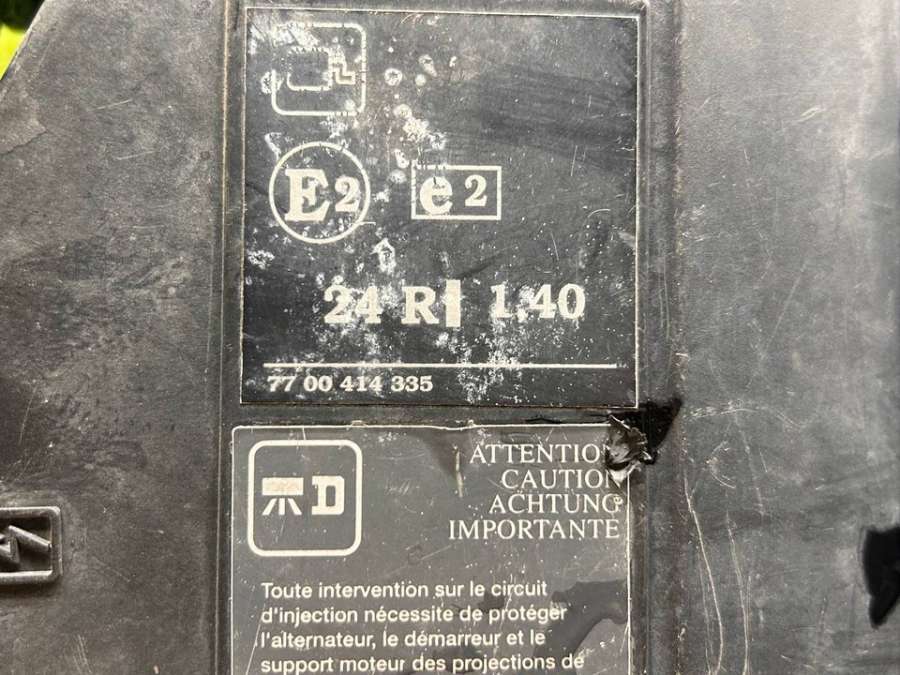 E2 e2
24 R 1.40
77 00 414 335
D
ATTENTION
CAUTION
ACHTUNG
IMPORTANTE
Toute intervention sur le circuit
d'injection nécessite de protéger
l'alternateur, le démarreur et le
support moteur des projections de